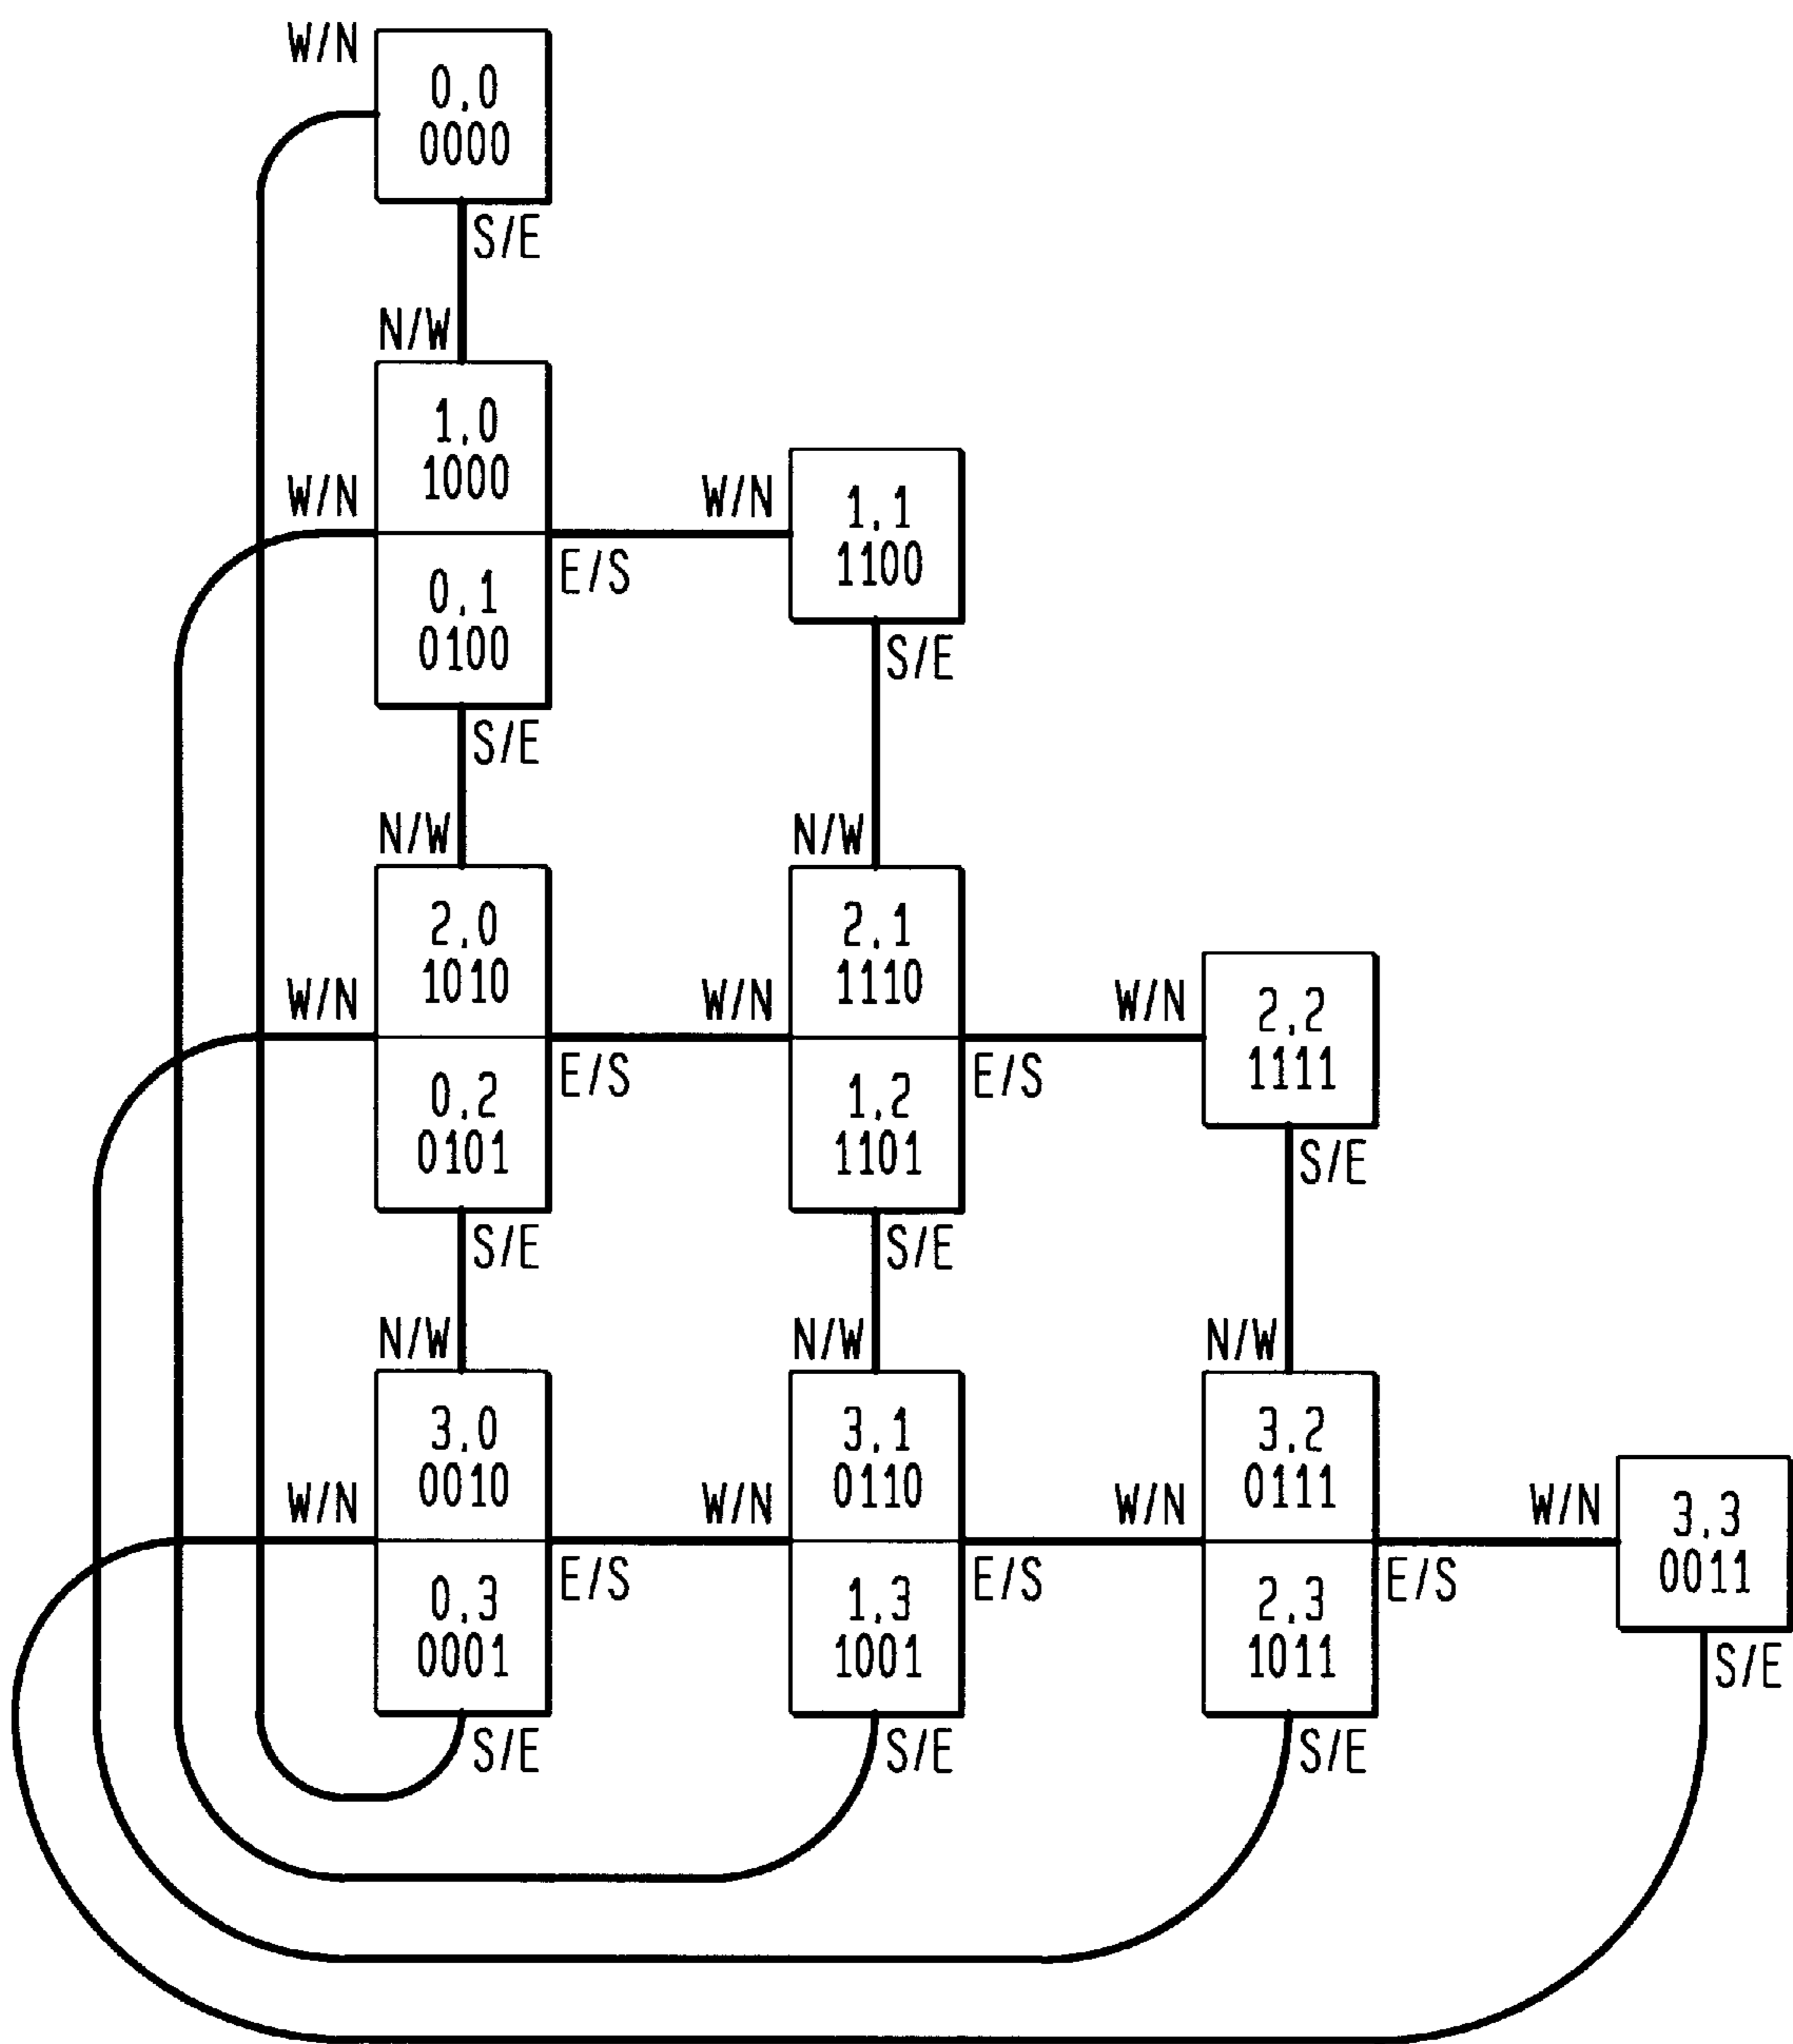 W/N
0,0
0000
S/E
N/W
1,0
1000
W/N
W/N
1,1
1100
E/S
0,1
0100
S/E
S/E
N/W
N/W
2,0
1010
2,1
1110
W/N
W/N
W/N
2,2
1111
E/S
E/S
0,2
0101
1,2
1101
S/E
S/E
S/E
N/W
N/W
N/W
3,0
0010
3,1
0110
3,2
0111
W/N
W/N
W/N
W/N
3,3
0011
E/S
E/S
E/S
0,3
0001
1,3
1001
2,3
1011
S/E
S/E
S/E
S/E